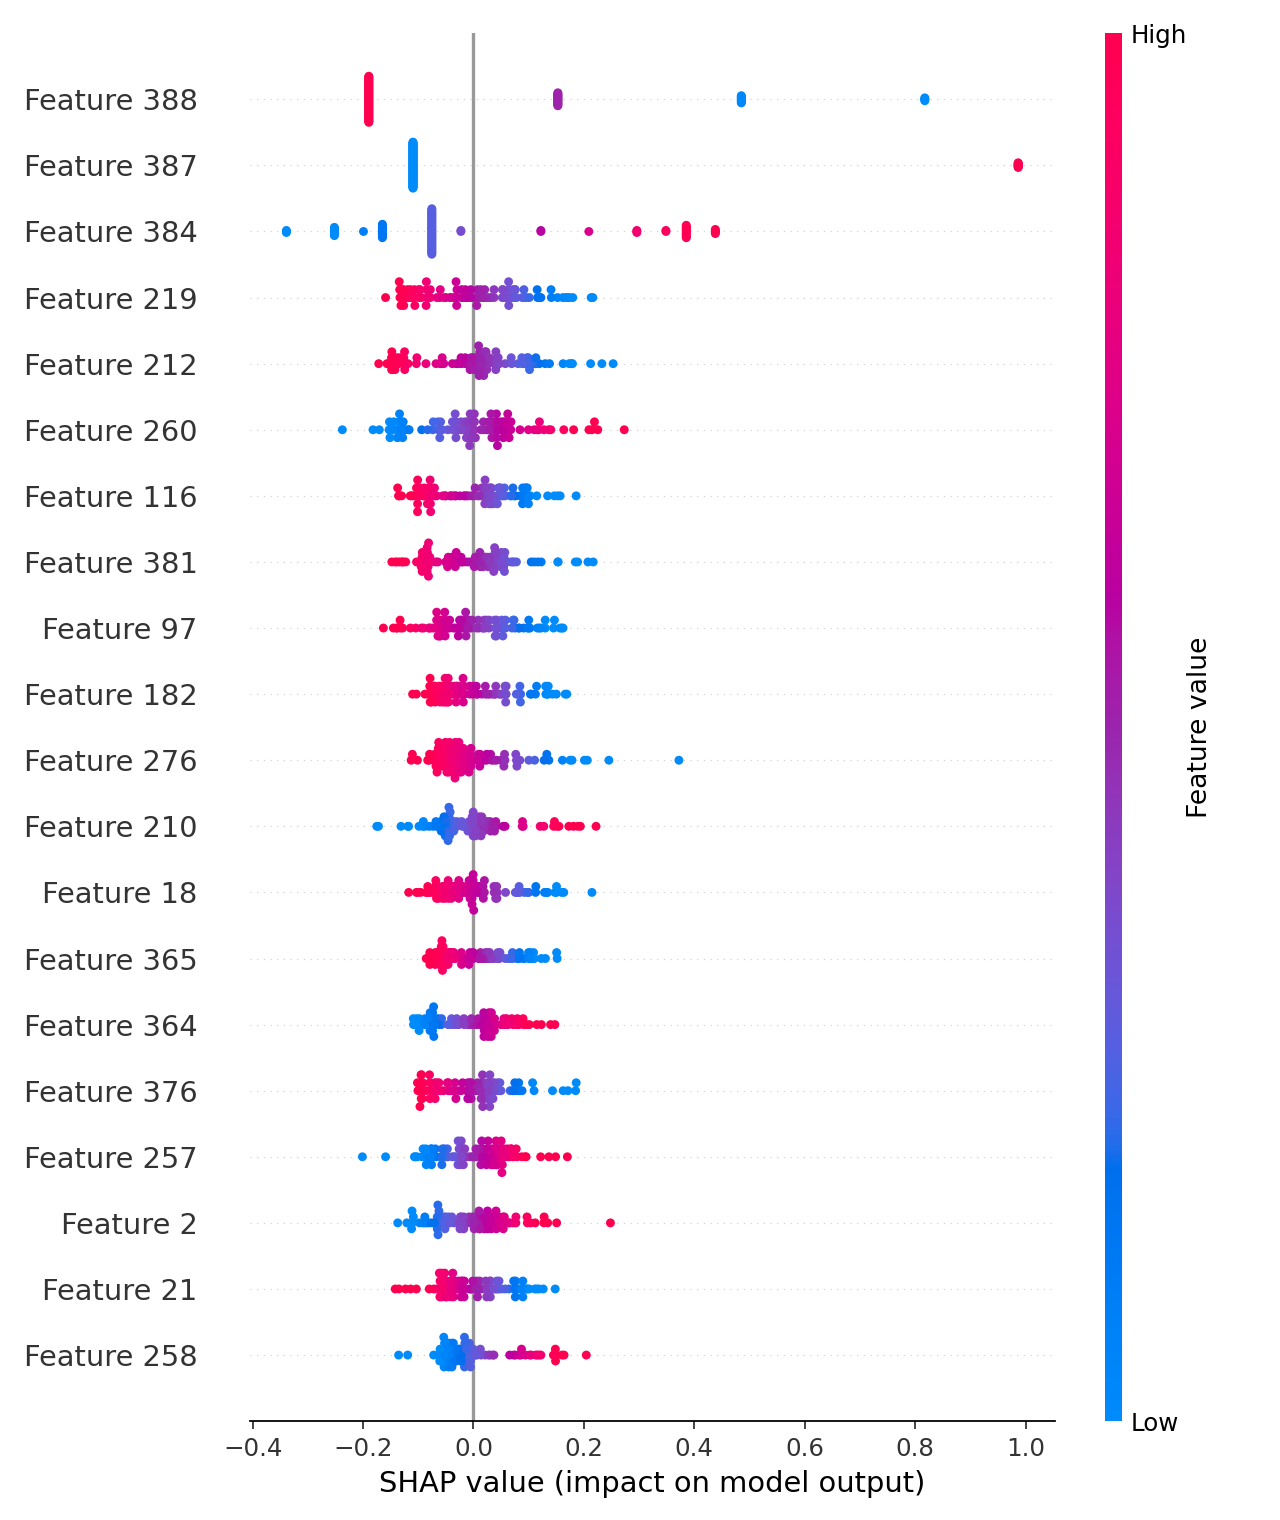 High
Feature 388
Feature 387
Feature 384
Feature 219
Feature 212
Feature 260
Feature 116
Feature 381
Feature 97
Feature 182
Feature 276
Feature 210
Feature 18
Feature 365
Feature 364
Feature 376
Feature 257
Feature 2
Feature 21
Feature 258
Feature value
Low
−0.4 −0.2 0.0 0.2 0.4 0.6 0.8 1.0
SHAP value (impact on model output)